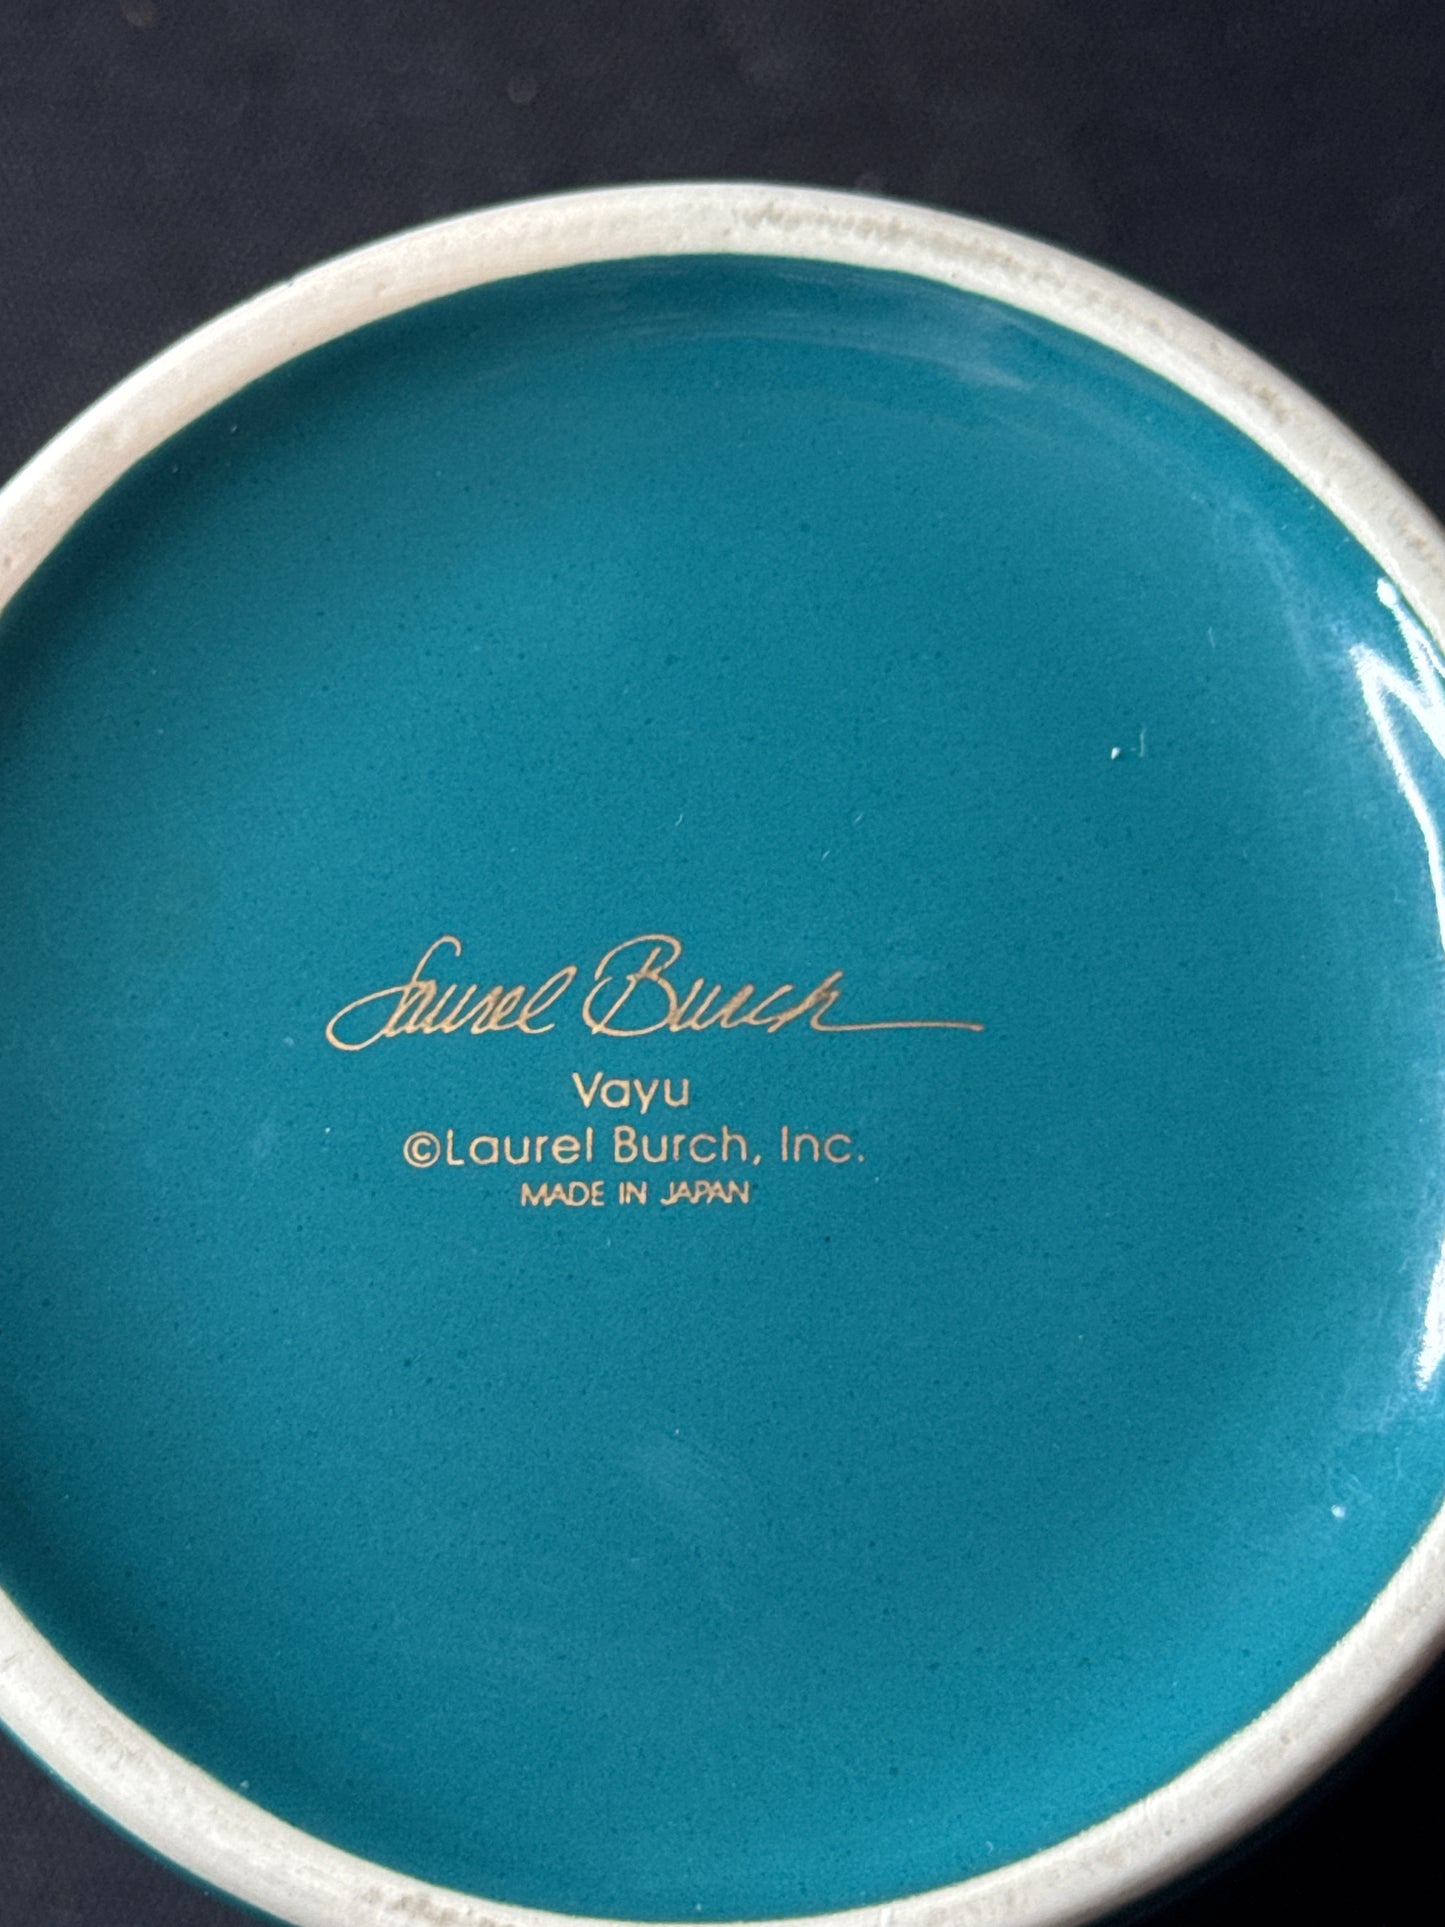 Laurel Burch
Vayu
©Laurel Burch, Inc.
MADE IN JAPAN